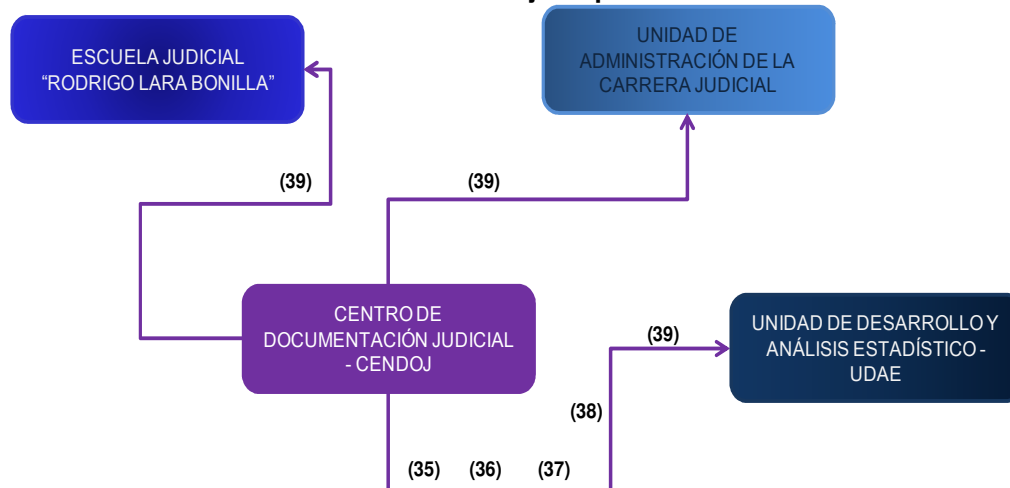 ESCUELA JUDICIAL
“RODRIGO LARA BONILLA”
UNIDAD DE
ADMINISTRACIÓN DE LA
CARRERA JUDICIAL
(39)
(39)
CENTRO DE
DOCUMENTACIÓN JUDICIAL
- CENDOJ
(39)
UNIDAD DE DESARROLLO Y
ANÁLISIS ESTADÍSTICO -
UDAE
(38)
(35) (36) (37)